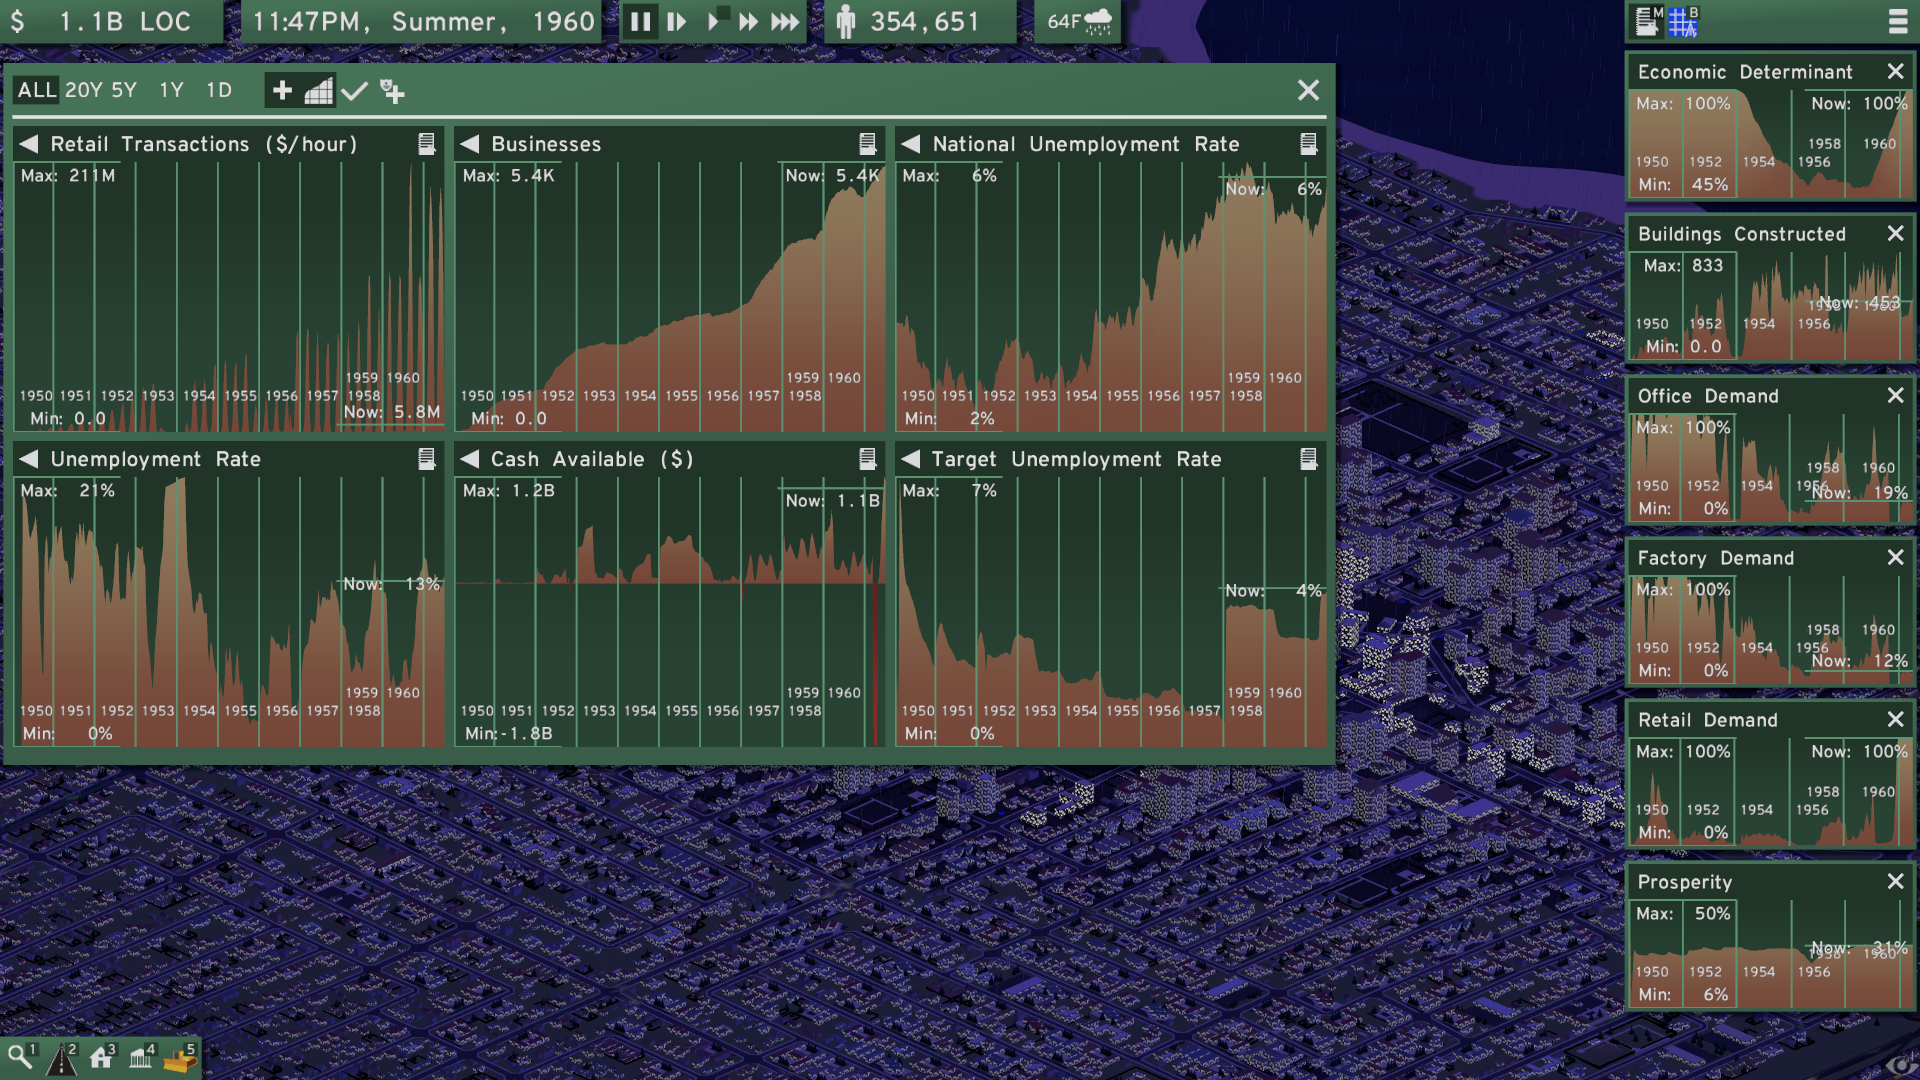 $ 1.1B LOC
11:47PM, Summer, 1960
354,651
64F
M B
ALL 20Y 5Y 1Y 1D
Retail Transactions ($/hour)
Max: 211M
1959 1960
1950 1951 1952 1953 1954 1955 1956 1957 1958
Min: 0.0
Now: 5.8M
Businesses
Max: 5.4K
Now: 5.4K
1959 1960
1950 1951 1952 1953 1954 1955 1956 1957 1958
Min: 0.0
National Unemployment Rate
Max: 6%
Now: 6%
1959 1960
1950 1951 1952 1953 1954 1955 1956 1957 1958
Min: 2%
Unemployment Rate
Max: 21%
Now: 13%
1959 1960
1950 1951 1952 1953 1954 1955 1956 1957 1958
Min: 0%
Cash Available ($)
Max: 1.2B
Now: 1.1B
1959 1960
1950 1951 1952 1953 1954 1955 1956 1957 1958
Min:-1.8B
Target Unemployment Rate
Max: 7%
Now: 4%
1959 1960
1950 1951 1952 1953 1954 1955 1956 1957 1958
Min: 0%
Economic Determinant
Max: 100%
Now: 100%
1958 1960
1950 1952 1954 1956
Min: 45%
Buildings Constructed
Max: 833
Now: 453
1958 1960
1950 1952 1954 1956
Min: 0.0
Office Demand
Max: 100%
1958 1960
1950 1952 1954 1956
Now: 19%
Min: 0%
Factory Demand
Max: 100%
1958 1960
1950 1952 1954 1956
Now: 12%
Min: 0%
Retail Demand
Max: 100%
Now: 100%
1958 1960
1950 1952 1954 1956
Min: 0%
Prosperity
Max: 50%
Now: 31%
1958 1960
1950 1952 1954 1956
Min: 6%
1 2 3 4 5